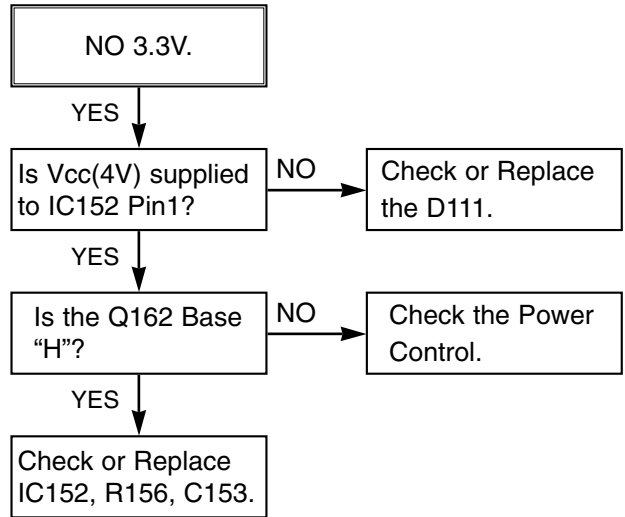 NO 3.3V.
YES
Is Vcc(4V) supplied
to IC152 Pin1?
NO
Check or Replace
the D111.
YES
Is the Q162 Base
“H”?
NO
Check the Power
Control.
YES
Check or Replace
IC152, R156, C153.